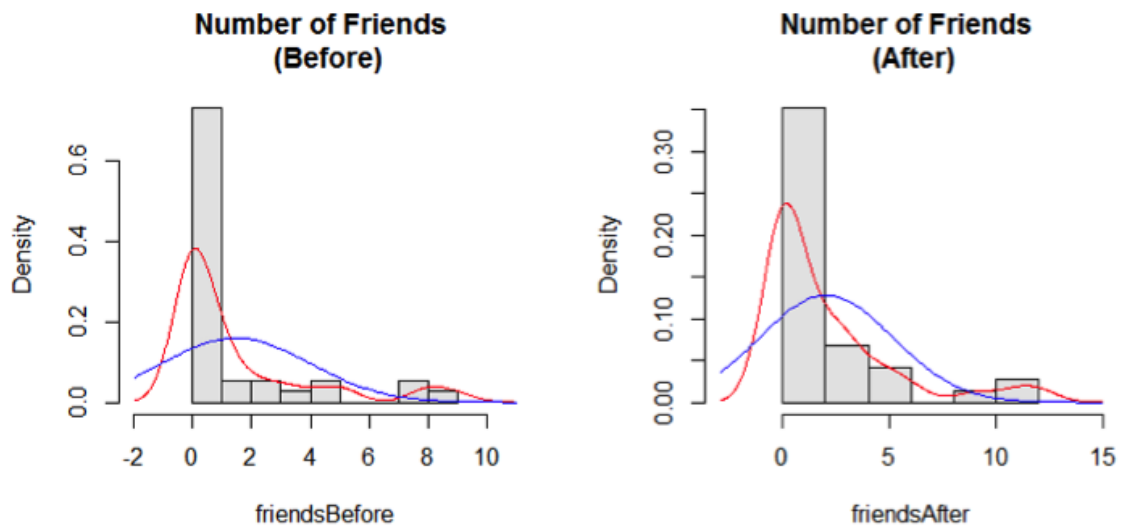 Number of Friends
(Before)
Density
0.0
0.2
0.4
0.6
-2
0
2
4
6
8
10
friendsBefore
Number of Friends
(After)
Density
0.00
0.10
0.20
0.30
0
5
10
15
friendsAfter